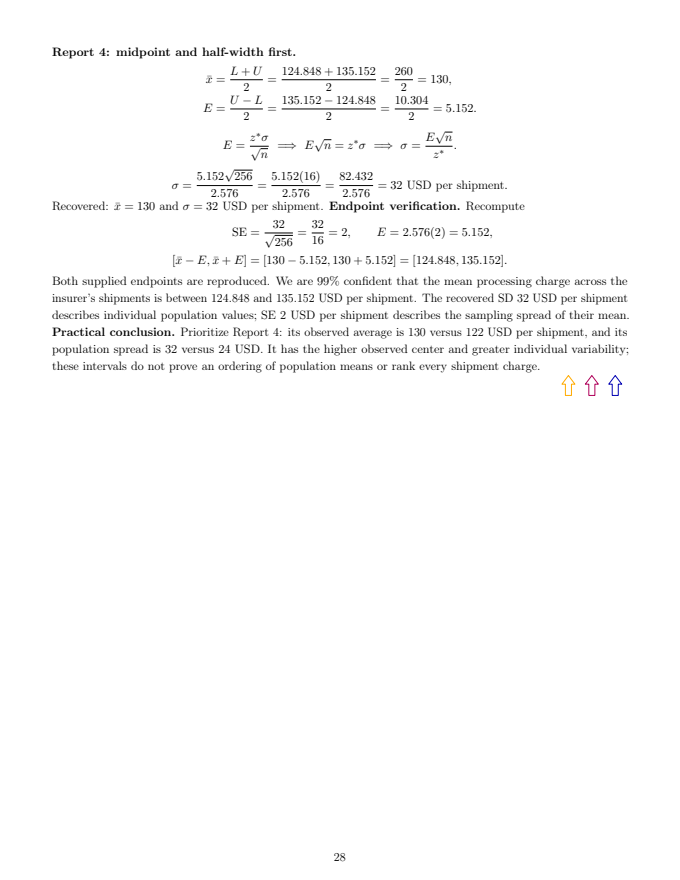 Report 4: midpoint and half-width first.
x̄ = (L + U)/2 = (124.848 + 135.152)/2 = 260/2 = 130,
E = (U − L)/2 = (135.152 − 124.848)/2 = 10.304/2 = 5.152.
E = z*σ/√n ⟹ E√n = z*σ ⟹ σ = E√n/z*.
σ = 5.152√256/2.576 = 5.152(16)/2.576 = 82.432/2.576 = 32 USD per shipment.
Recovered: x̄ = 130 and σ = 32 USD per shipment. Endpoint verification. Recompute
SE = 32/√256 = 32/16 = 2, E = 2.576(2) = 5.152,
[x̄ − E, x̄ + E] = [130 − 5.152, 130 + 5.152] = [124.848, 135.152].
Both supplied endpoints are reproduced. We are 99% confident that the mean processing charge across the
insurer's shipments is between 124.848 and 135.152 USD per shipment. The recovered SD 32 USD per shipment
describes individual population values; SE 2 USD per shipment describes the sampling spread of their mean.
Practical conclusion. Prioritize Report 4: its observed average is 130 versus 122 USD per shipment, and its
population spread is 32 versus 24 USD. It has the higher observed center and greater individual variability;
these intervals do not prove an ordering of population means or rank every shipment charge.
28